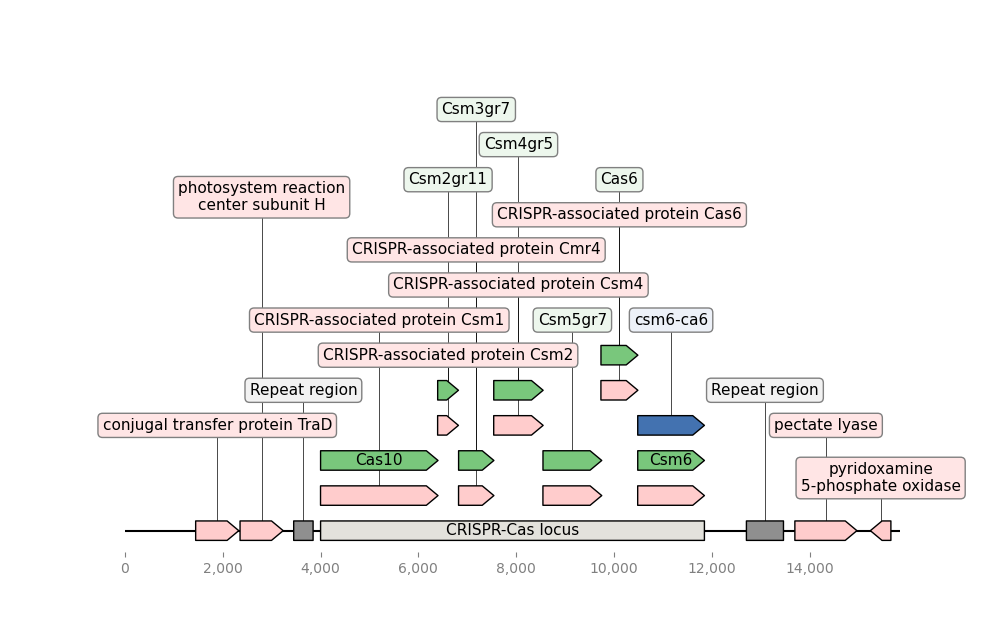 Csm3gr7
Csm4gr5
Csm2gr11
Cas6
photosystem reaction
center subunit H
CRISPR-associated protein Cas6
CRISPR-associated protein Cmr4
CRISPR-associated protein Csm4
CRISPR-associated protein Csm1
Csm5gr7
csm6-ca6
CRISPR-associated protein Csm2
Repeat region
Repeat region
conjugal transfer protein TraD
pectate lyase
Cas10
Csm6
pyridoxamine
5-phosphate oxidase
CRISPR-Cas locus
0
2,000
4,000
6,000
8,000
10,000
12,000
14,000